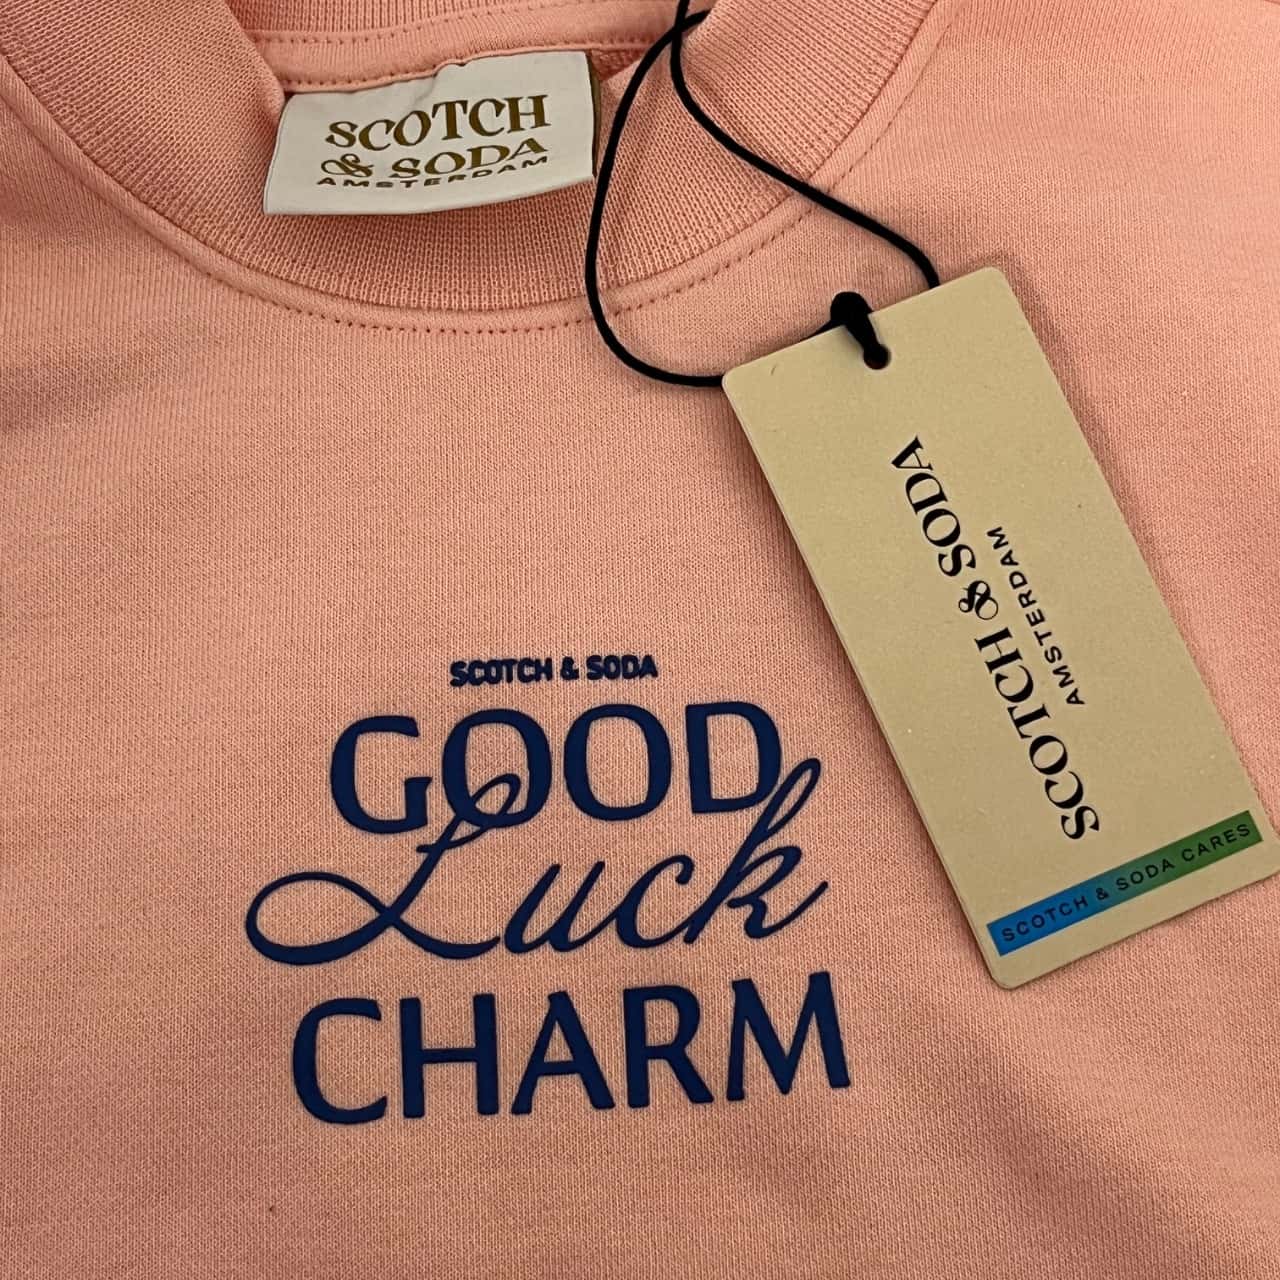 SCOTCH
& SODA
AMSTERDAM
SCOTCH & SODA
AMSTERDAM
SCOTCH & SODA CARES
SCOTCH & SODA
GOOD
Luck
CHARM